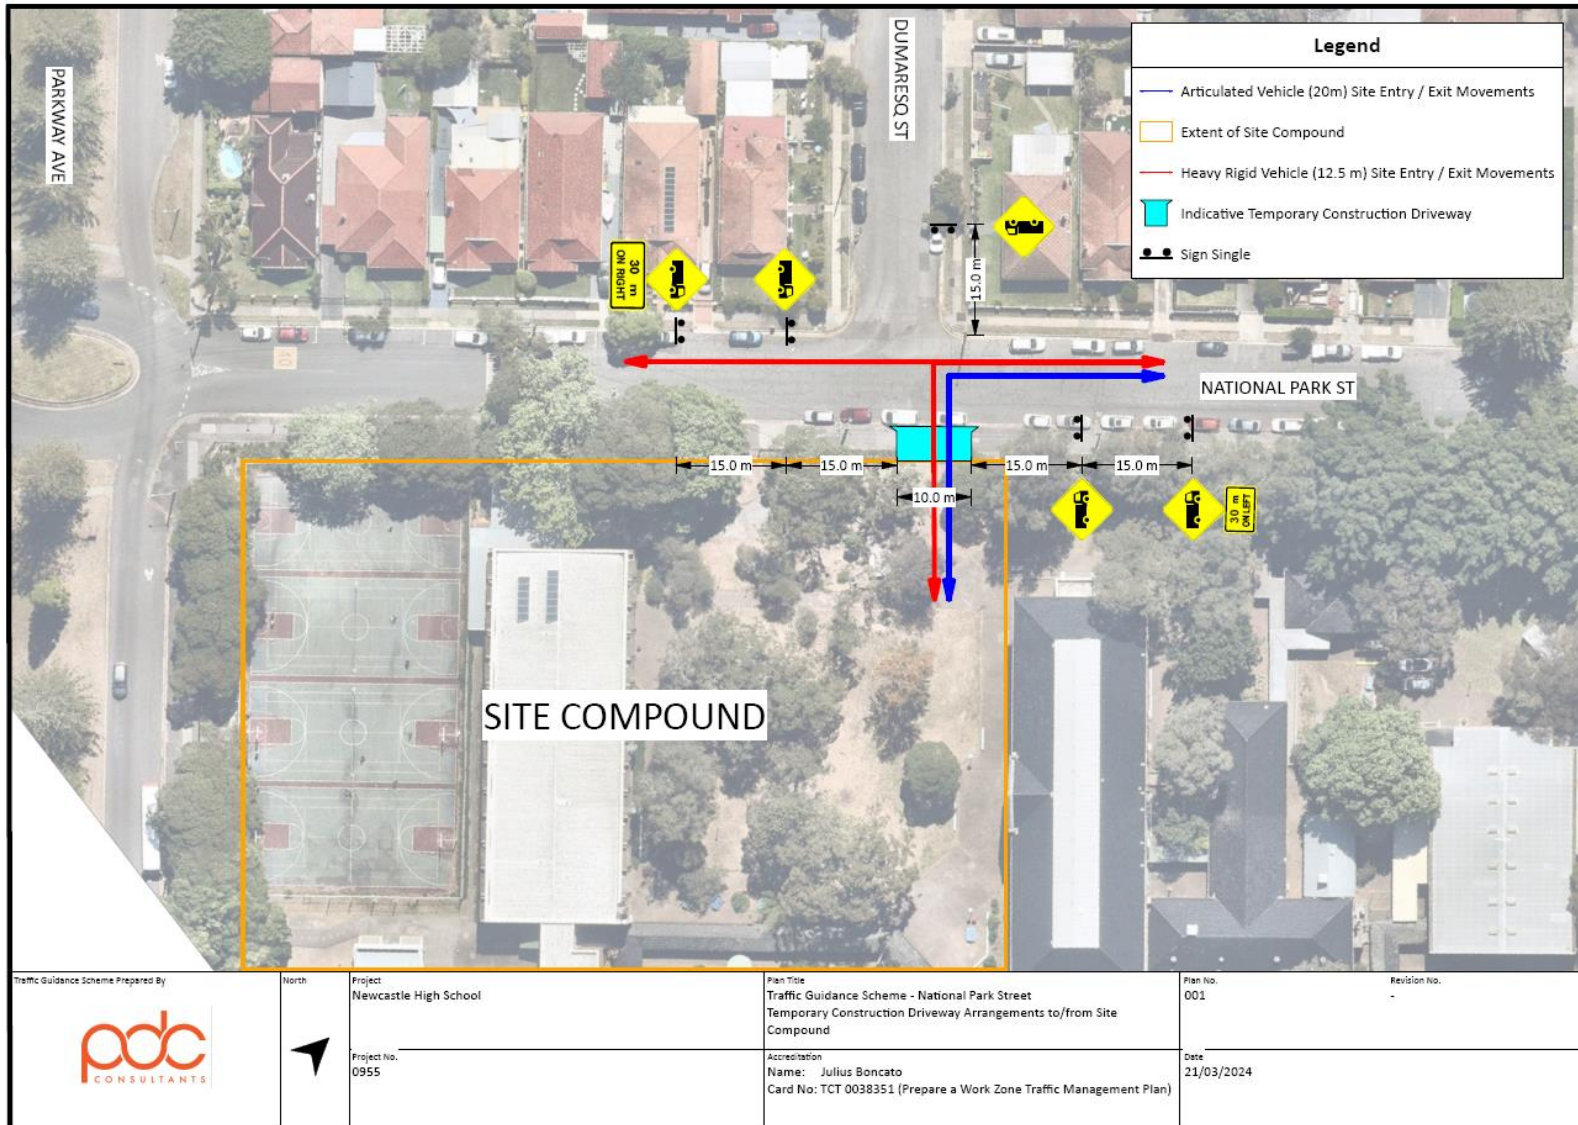 PARKWAY AVE
DUMARESQ ST
Legend
Articulated Vehicle (20m) Site Entry / Exit Movements
Extent of Site Compound
Heavy Rigid Vehicle (12.5 m) Site Entry / Exit Movements
Indicative Temporary Construction Driveway
Sign Single
30 m
ON RIGHT
15.0 m
40
NATIONAL PARK ST
15.0 m
15.0 m
15.0 m
15.0 m
10.0 m
30 m
ON LEFT
SITE COMPOUND
Traffic Guidance Scheme Prepared By
pdc
CONSULTANTS
North
Project
Newcastle High School
Project No.
0955
Plan Title
Traffic Guidance Scheme - National Park Street
Temporary Construction Driveway Arrangements to/from Site
Compound
Accreditation
Name: Julius Boncato
Card No: TCT 0038351 (Prepare a Work Zone Traffic Management Plan)
Plan No.
001
Revision No.
-
Date
21/03/2024